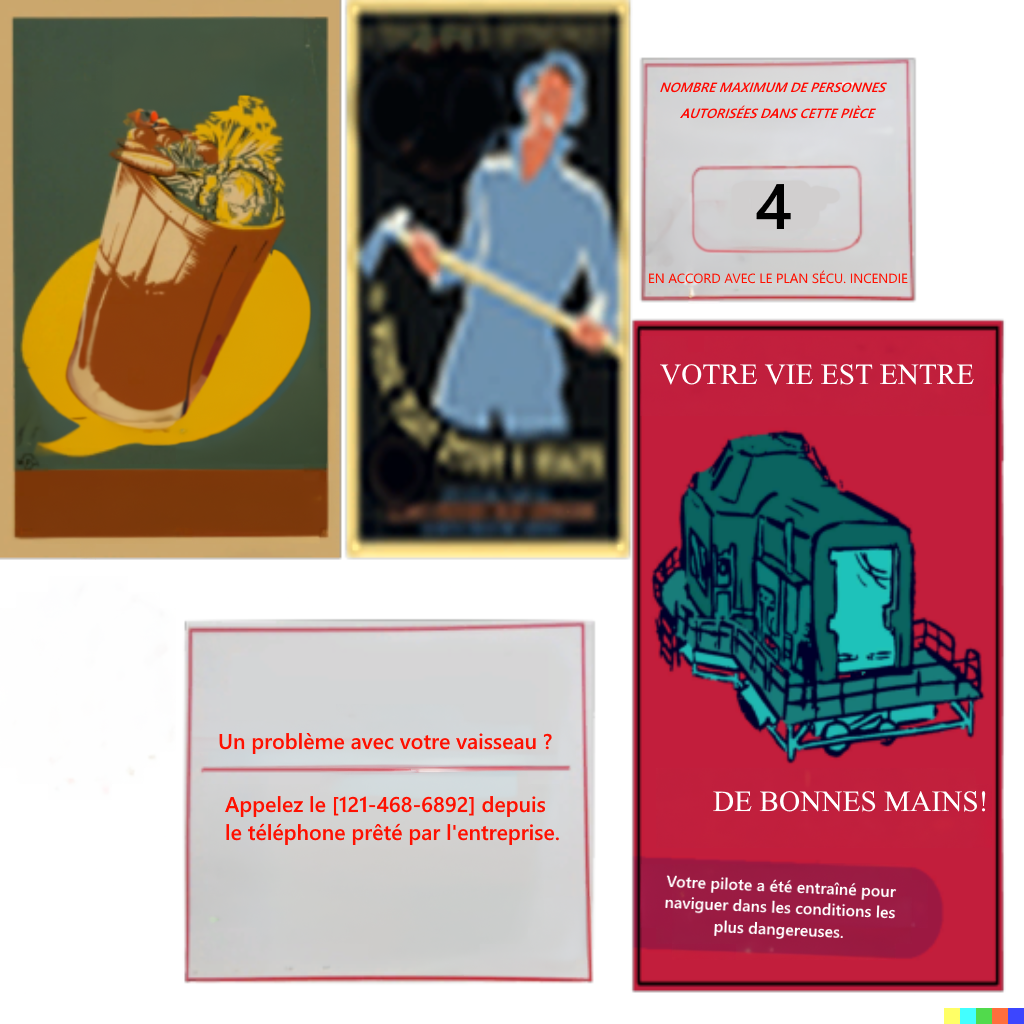 NOMBRE MAXIMUM DE PERSONNES
AUTORISÉES DANS CETTE PIÈCE
4
EN ACCORD AVEC LE PLAN SÉCU. INCENDIE
VOTRE VIE EST ENTRE
DE BONNES MAINS!
Votre pilote a été entraîné pour
naviguer dans les conditions les
plus dangereuses.
Un problème avec votre vaisseau ?
Appelez le [121-468-6892] depuis
le téléphone prêté par l'entreprise.